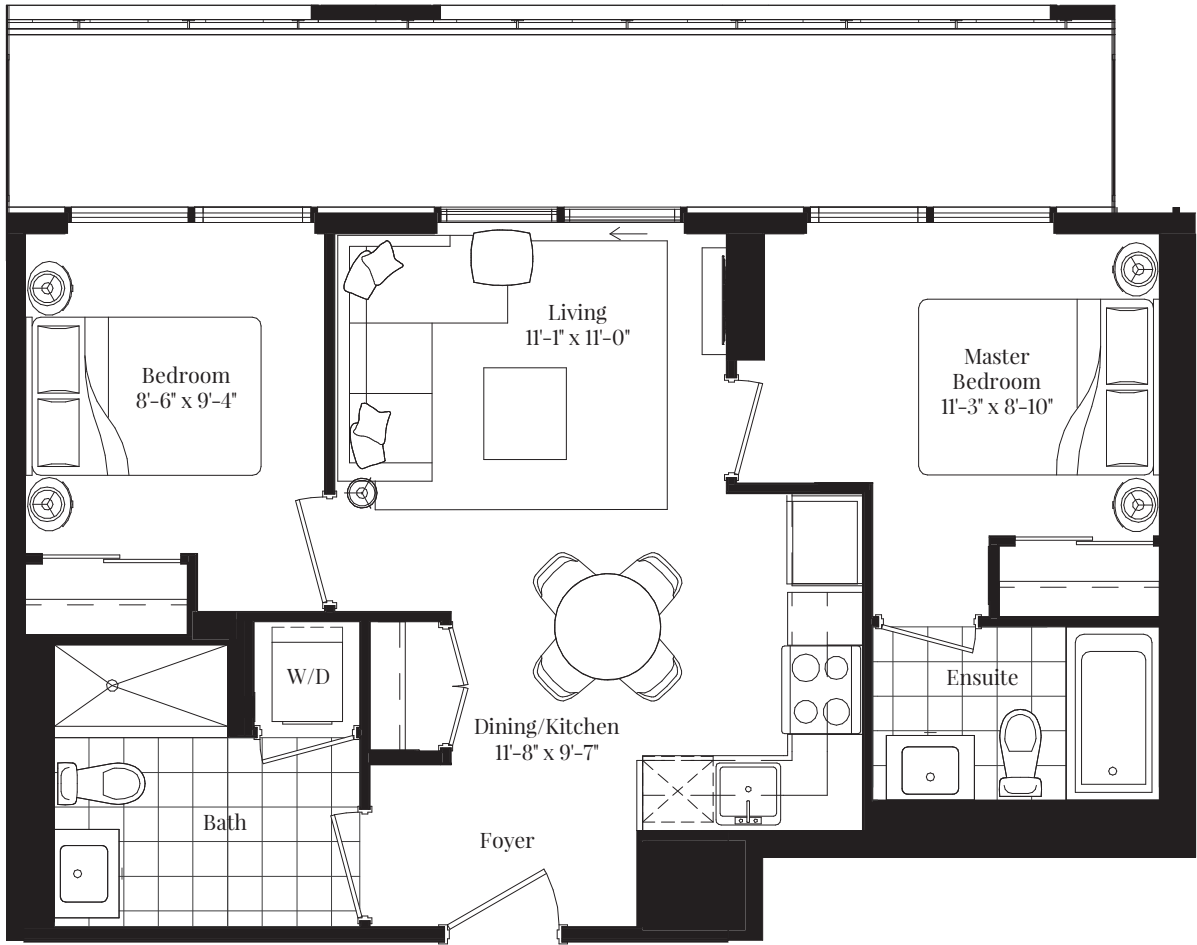 Living
11'-1" x 11'-0"
Bedroom
8'-6" x 9'-4"
Master
Bedroom
11'-3" x 8'-10"
W/D
Ensuite
Dining/Kitchen
11'-8" x 9'-7"
Bath
Foyer